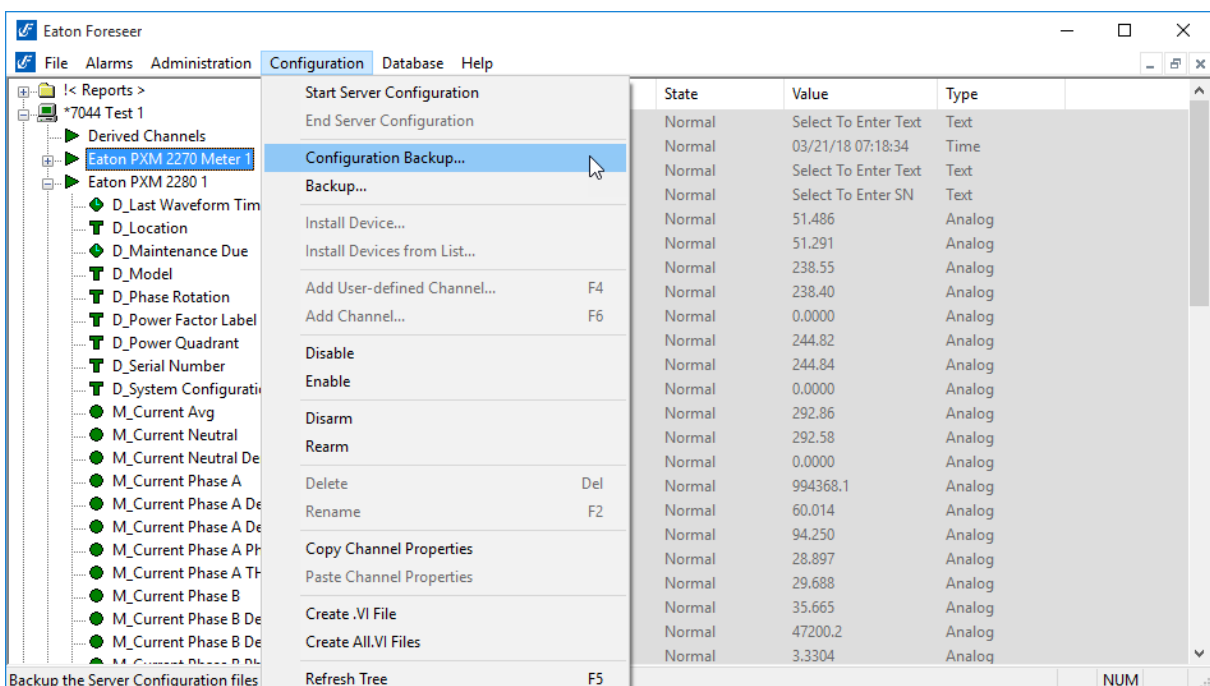 Eaton Foreseer
File Alarms Administration Configuration Database Help
!< Reports >
*7044 Test 1
Derived Channels
Eaton PXM 2270 Meter 1
Eaton PXM 2280 1
D_Last Waveform Tim
D_Location
D_Maintenance Due
D_Model
D_Phase Rotation
D_Power Factor Label
D_Power Quadrant
D_Serial Number
D_System Configurati
M_Current Avg
M_Current Neutral
M_Current Neutral De
M_Current Phase A
M_Current Phase A De
M_Current Phase A De
M_Current Phase A Ph
M_Current Phase A TH
M_Current Phase B
M_Current Phase B De
M_Current Phase B De
Start Server Configuration
End Server Configuration
Configuration Backup...
Backup...
Install Device...
Install Devices from List...
Add User-defined Channel... F4
Add Channel... F6
Disable
Enable
Disarm
Rearm
Delete Del
Rename F2
Copy Channel Properties
Paste Channel Properties
Create .VI File
Create All.VI Files
Refresh Tree F5
State Value Type
Normal Select To Enter Text Text
Normal 03/21/18 07:18:34 Time
Normal Select To Enter Text Text
Normal Select To Enter SN Text
Normal 51.486 Analog
Normal 51.291 Analog
Normal 238.55 Analog
Normal 238.40 Analog
Normal 0.0000 Analog
Normal 244.82 Analog
Normal 244.84 Analog
Normal 0.0000 Analog
Normal 292.86 Analog
Normal 292.58 Analog
Normal 0.0000 Analog
Normal 994368.1 Analog
Normal 60.014 Analog
Normal 94.250 Analog
Normal 28.897 Analog
Normal 29.688 Analog
Normal 35.665 Analog
Normal 47200.2 Analog
Normal 3.3304 Analog
Backup the Server Configuration files
NUM